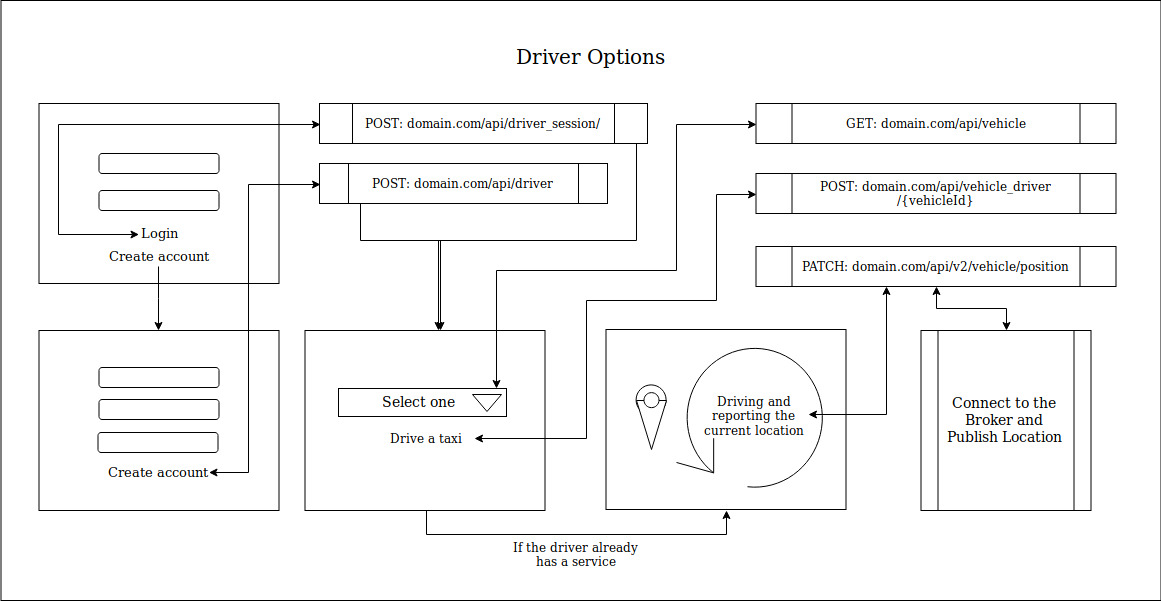 Driver Options
POST: domain.com/api/driver_session/
GET: domain.com/api/vehicle
POST: domain.com/api/driver
POST: domain.com/api/vehicle_driver
/{vehicleId}
Login
Create account
PATCH: domain.com/api/v2/vehicle/position
Create account
Select one
Drive a taxi
Driving and
reporting the
current location
Connect to the
Broker and
Publish Location
If the driver already
has a service